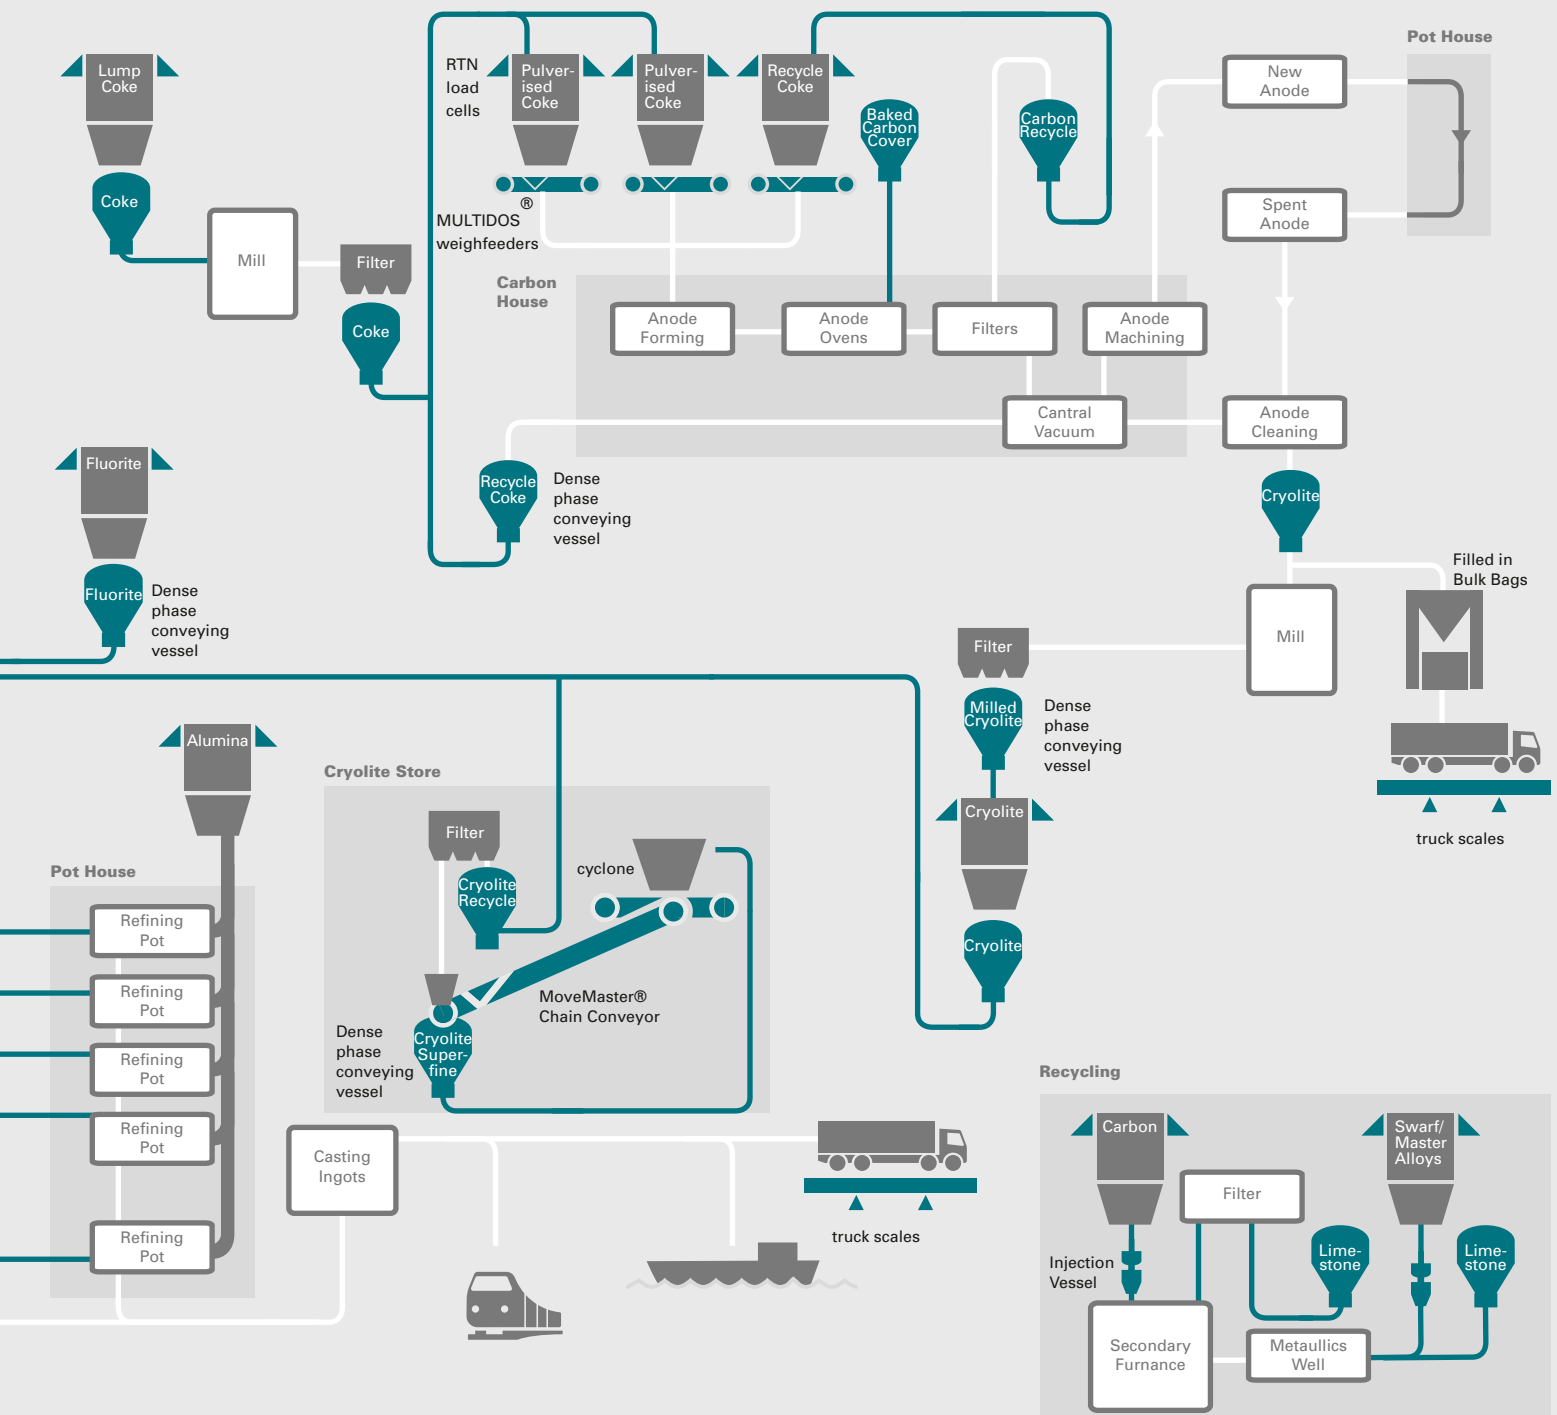 Pot House
Lump
Coke
RTN
load
cells
Pulver-
ised
Coke
Pulver-
ised
Coke
Recycle
Coke
Baked
Carbon
Cover
Carbon
Recycle
New
Anode
Coke
Mill
Filter
®
MULTIDOS
weighfeeders
Spent
Anode
Carbon
House
Coke
Anode
Forming
Anode
Ovens
Filters
Anode
Machining
Cantral
Vacuum
Anode
Cleaning
Fluorite
Recycle
Coke
Dense
phase
conveying
vessel
Cryolite
Fluorite
Dense
phase
conveying
vessel
Filled in
Bulk Bags
Mill
Filter
Milled
Cryolite
Dense
phase
conveying
vessel
Alumina
Cryolite Store
Filter
cyclone
Cryolite
Recycle
Cryolite
truck scales
Pot House
Refining
Pot
Refining
Pot
Refining
Pot
Refining
Pot
Refining
Pot
Cryolite
MoveMaster®
Chain Conveyor
Dense
phase
conveying
vessel
Cryolite
Super-
fine
Casting
Ingots
truck scales
Recycling
Carbon
Swarf/
Master
Alloys
Filter
Injection
Vessel
Lime-
stone
Lime-
stone
Secondary
Furnance
Metaullics
Well